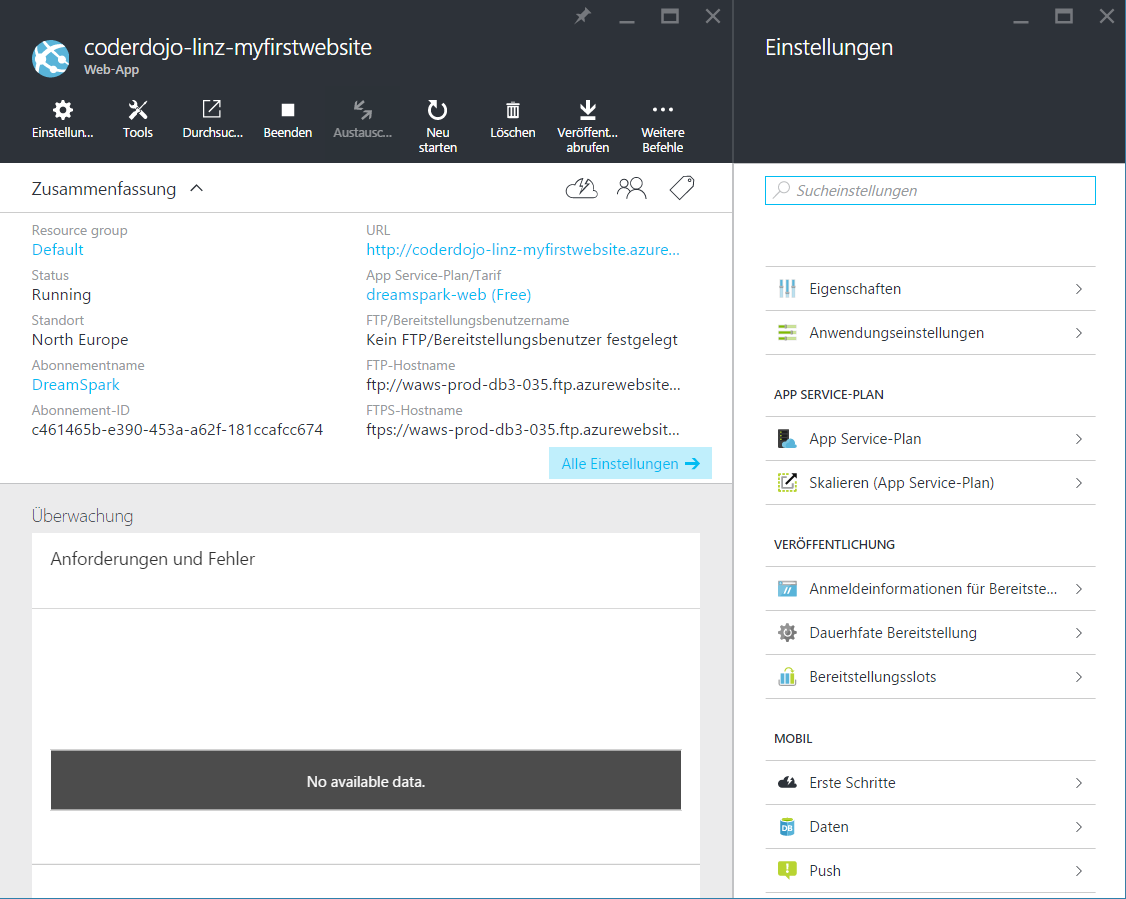 coderdojo-linz-myfirstwebsite
Web-App
Einstellun...
Tools
Durchsuc...
Beenden
Austausc...
Neu
starten
Löschen
Veröffent...
abrufen
Weitere
Befehle
Zusammenfassung
Resource group
Default
Status
Running
Standort
North Europe
Abonnementname
DreamSpark
Abonnement-ID
c461465b-e390-453a-a62f-181ccafcc674
URL
http://coderdojo-linz-myfirstwebsite.azure...
App Service-Plan/Tarif
dreamspark-web (Free)
FTP/Bereitstellungsbenutzername
Kein FTP/Bereitstellungsbenutzer festgelegt
FTP-Hostname
ftp://waws-prod-db3-035.ftp.azurewebsite...
FTPS-Hostname
ftps://waws-prod-db3-035.ftp.azurewebsit...
Alle Einstellungen
Überwachung
Anforderungen und Fehler
No available data.
Einstellungen
Sucheinstellungen
Eigenschaften
Anwendungseinstellungen
APP SERVICE-PLAN
App Service-Plan
Skalieren (App Service-Plan)
VERÖFFENTLICHUNG
Anmeldeinformationen für Bereitste...
Dauerhfate Bereitstellung
Bereitstellungsslots
MOBIL
Erste Schritte
DB
Daten
Push